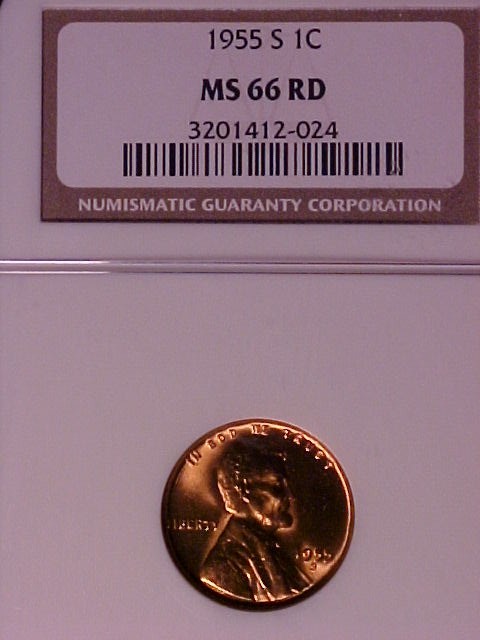 1955 S 1C
MS 66 RD
3201412-024
NUMISMATIC GUARANTY CORPORATION
IN GOD WE TRUST
LIBERTY
1955
S